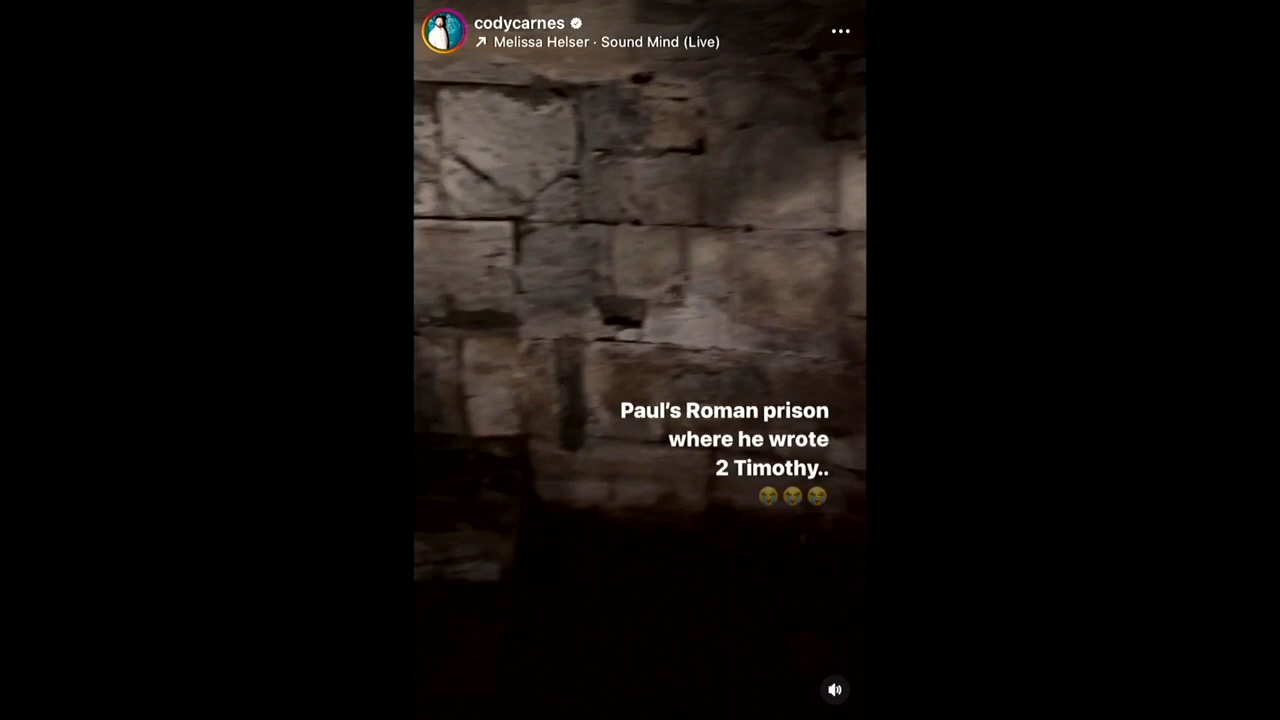 codycarnes
Melissa Helser · Sound Mind (Live)
Paul’s Roman prison
where he wrote
2 Timothy..
😭😭😭